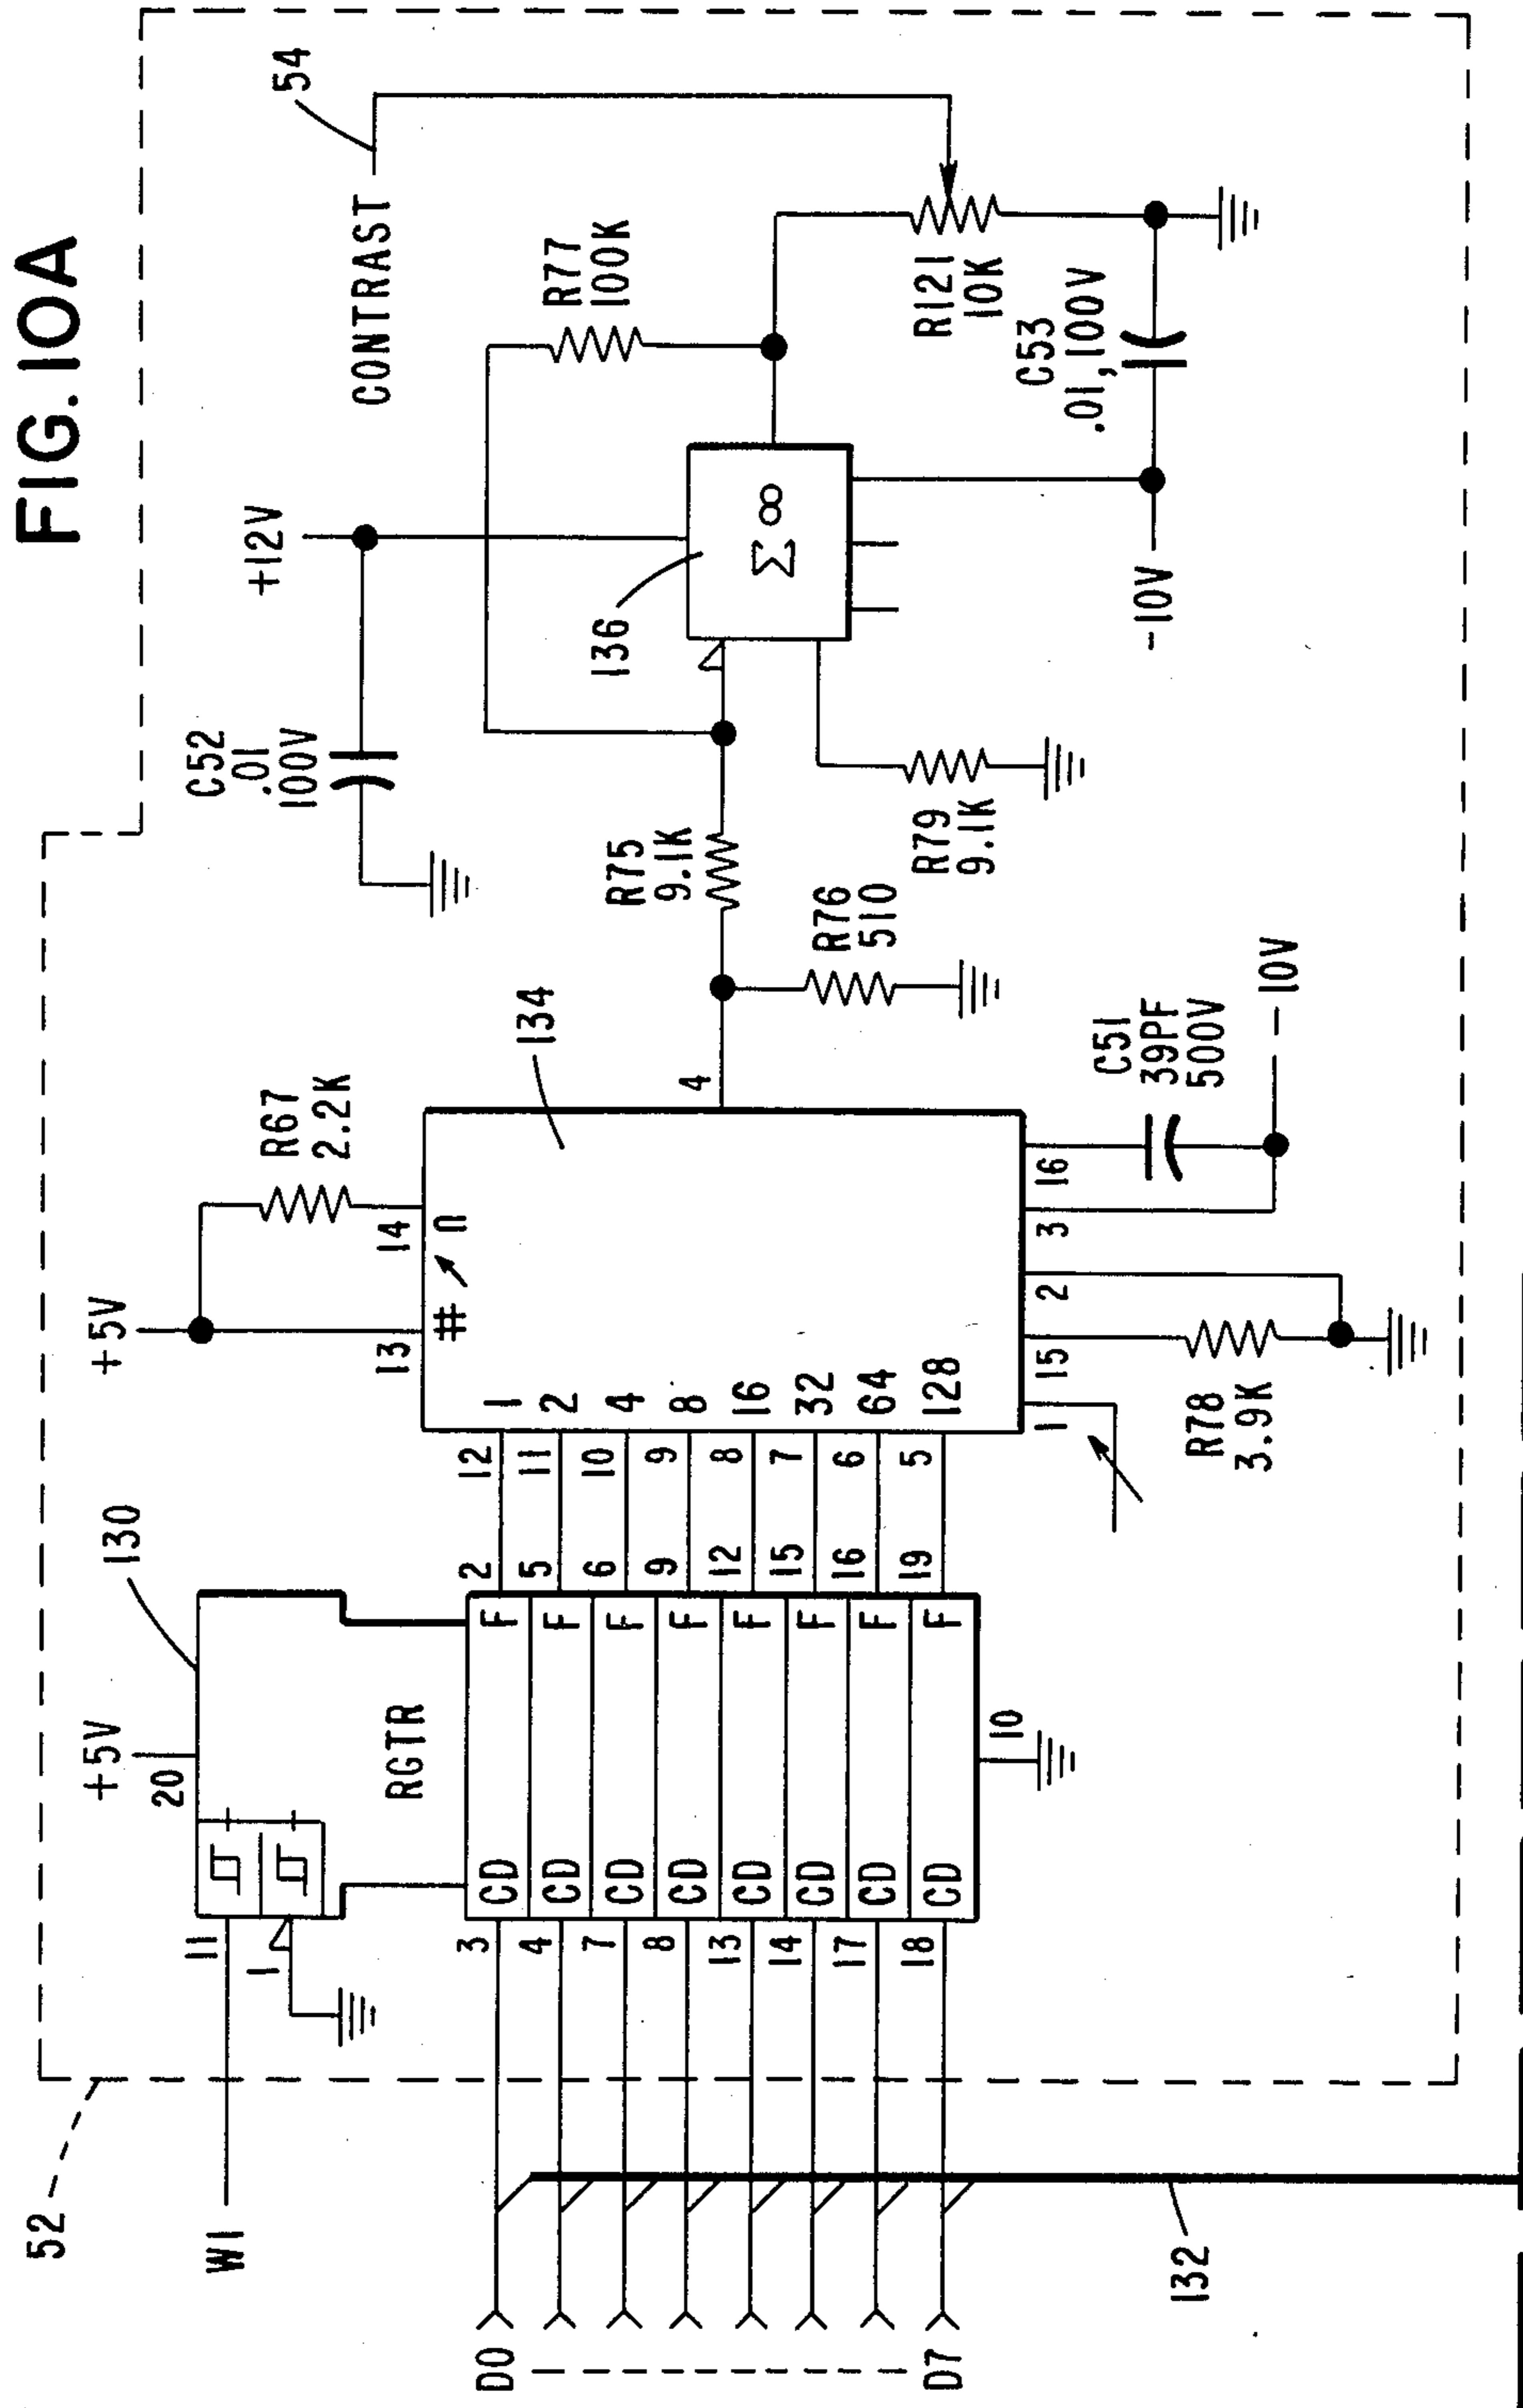 FIG. 10A
52
W1
D0
D7
132
+5V
20
130
11
1
RGTR
3
4
7
8
13
14
17
18
CD
CD
CD
CD
CD
CD
CD
CD
F
F
F
F
F
F
F
F
10
2
5
6
9
12
15
16
19
12
11
10
9
8
7
6
5
+5V
13
14
R67
2.2K
#
n
1
2
4
8
16
32
64
128
134
4
1
15
2
3
16
R78
3.9K
C51
39PF
500V
-10V
R76
510
R75
9.1K
R79
9.1K
C52
.01
100V
+12V
136
Σ ∞
R77
100K
CONTRAST
54
R121
10K
C53
.01,100V
-10V